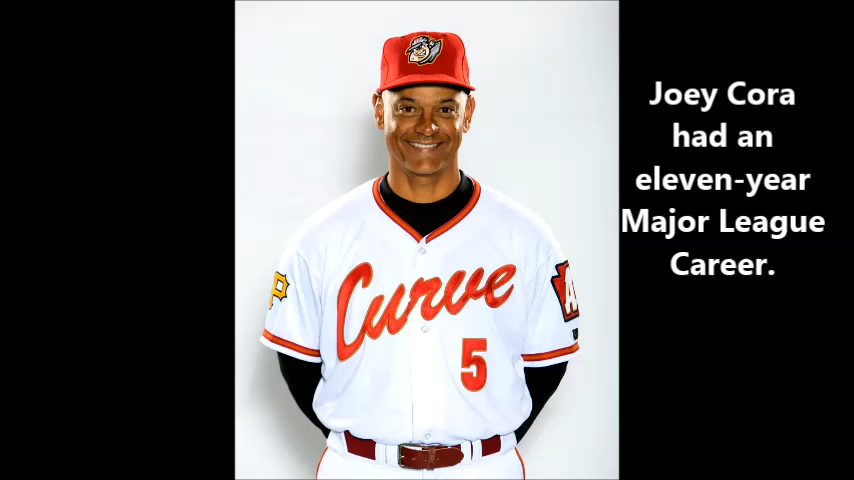 Joey Cora
had an
eleven-year
Major League
Career.
Curve
5
P
A